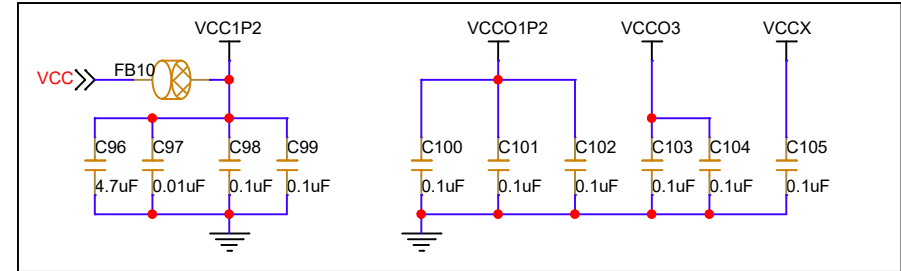 VCC1P2
VCCO1P2
VCCO3
VCCX
VCC
FB10
C96
C97
C98
C99
C100
C101
C102
C103
C104
C105
4.7uF
0.01uF
0.1uF
0.1uF
0.1uF
0.1uF
0.1uF
0.1uF
0.1uF
0.1uF